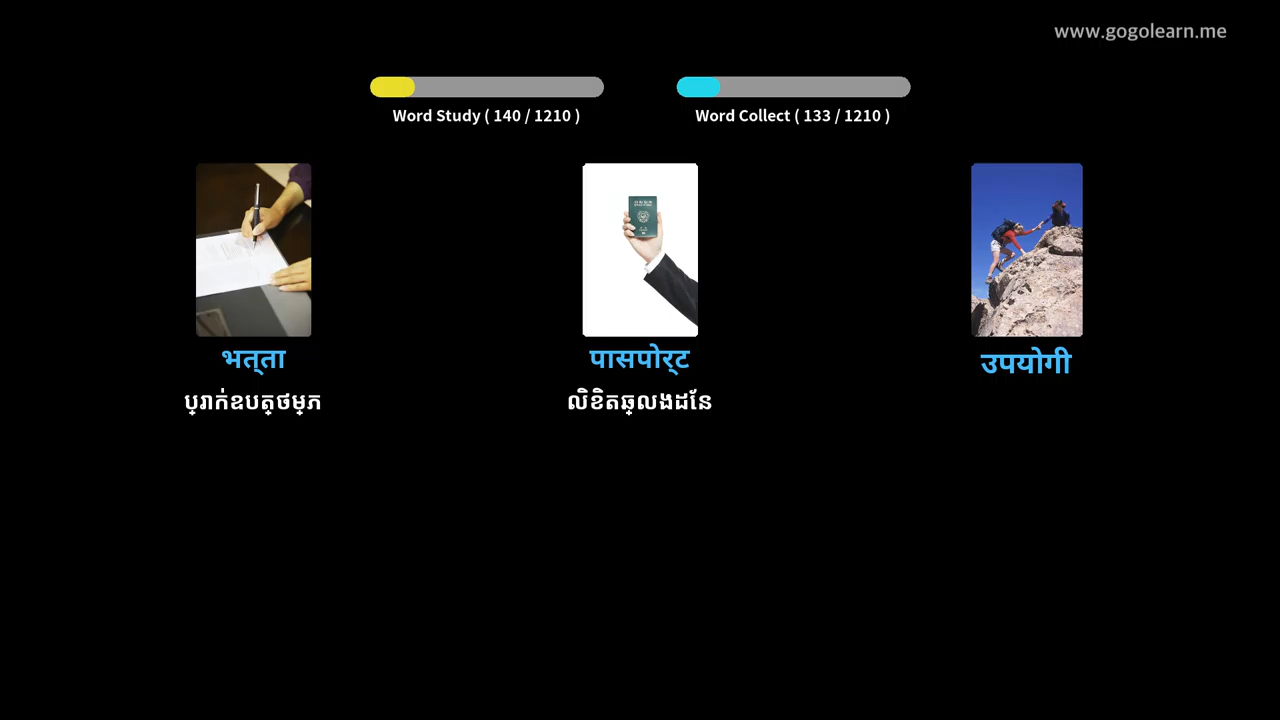 www.gogolearn.me
Word Study ( 140 / 1210 )
Word Collect ( 133 / 1210 )
भत्ता
पासपोर्ट
उपयोगी
ប្រាក់ឧបត្ថម្ភ
លិខិតឆ្លងដែន